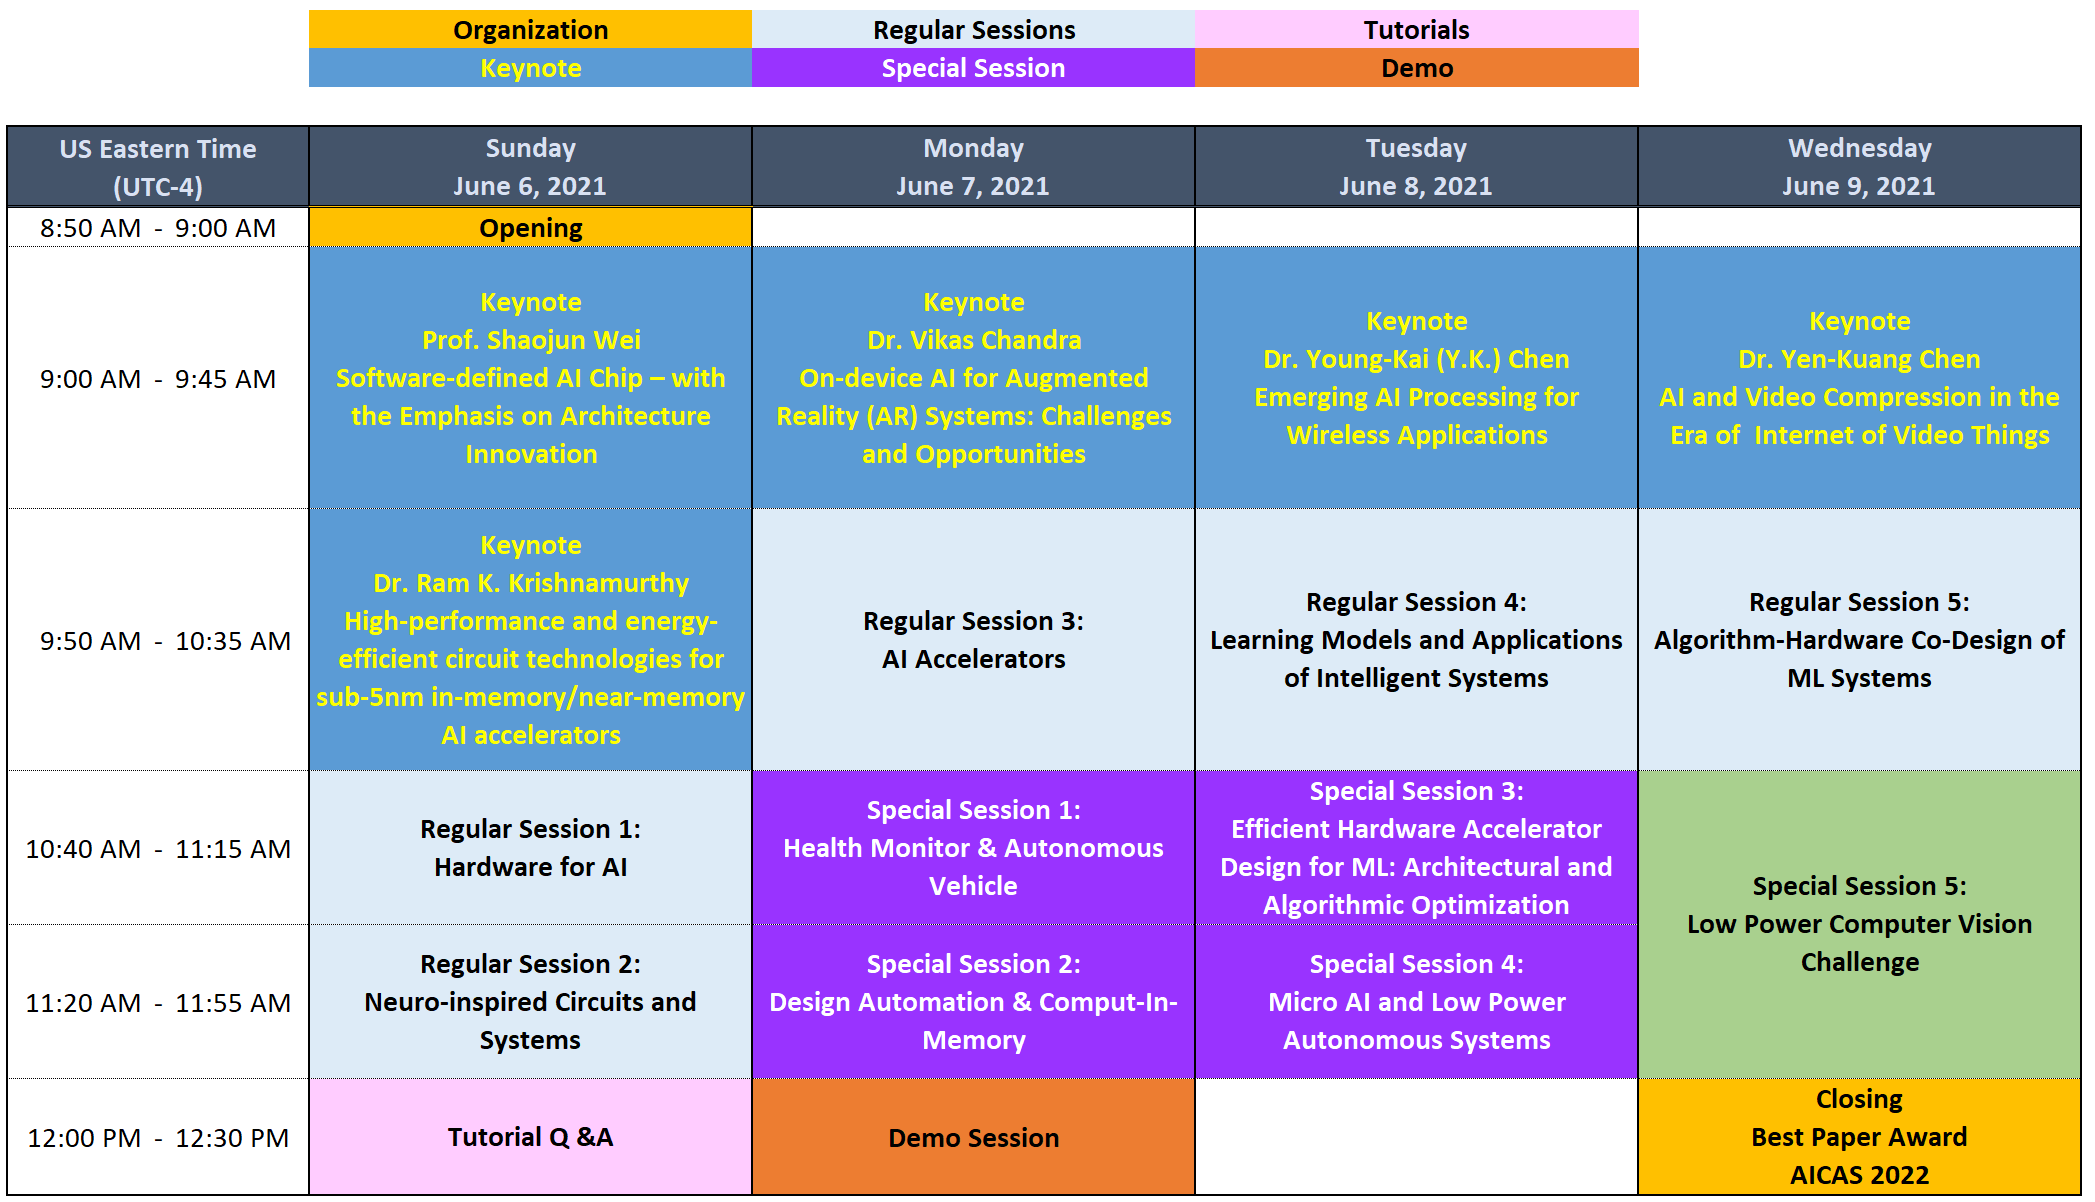 Organization
Regular Sessions
Tutorials
Keynote
Special Session
Demo
US Eastern Time
(UTC-4)
Sunday
June 6, 2021
Monday
June 7, 2021
Tuesday
June 8, 2021
Wednesday
June 9, 2021
8:50 AM - 9:00 AM
Opening
9:00 AM - 9:45 AM
Keynote
Prof. Shaojun Wei
Software-defined AI Chip – with
the Emphasis on Architecture
Innovation
Keynote
Dr. Vikas Chandra
On-device AI for Augmented
Reality (AR) Systems: Challenges
and Opportunities
Keynote
Dr. Young-Kai (Y.K.) Chen
Emerging AI Processing for
Wireless Applications
Keynote
Dr. Yen-Kuang Chen
AI and Video Compression in the
Era of  Internet of Video Things
9:50 AM - 10:35 AM
Keynote
Dr. Ram K. Krishnamurthy
High-performance and energy-
efficient circuit technologies for
sub-5nm in-memory/near-memory
AI accelerators
Regular Session 3:
AI Accelerators
Regular Session 4:
Learning Models and Applications
of Intelligent Systems
Regular Session 5:
Algorithm-Hardware Co-Design of
ML Systems
10:40 AM - 11:15 AM
Regular Session 1:
Hardware for AI
Special Session 1:
Health Monitor & Autonomous
Vehicle
Special Session 3:
Efficient Hardware Accelerator
Design for ML: Architectural and
Algorithmic Optimization
Special Session 5:
Low Power Computer Vision
Challenge
11:20 AM - 11:55 AM
Regular Session 2:
Neuro-inspired Circuits and
Systems
Special Session 2:
Design Automation & Comput-In-
Memory
Special Session 4:
Micro AI and Low Power
Autonomous Systems
12:00 PM - 12:30 PM
Tutorial Q &A
Demo Session
Closing
Best Paper Award
AICAS 2022